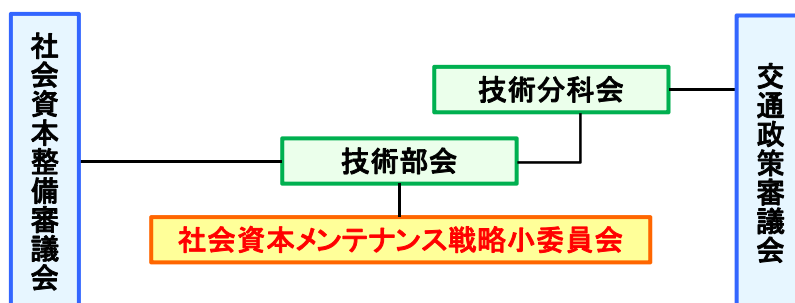 社会資本整備審議会
技術分科会
交通政策審議会
技術部会
社会資本メンテナンス戦略小委員会